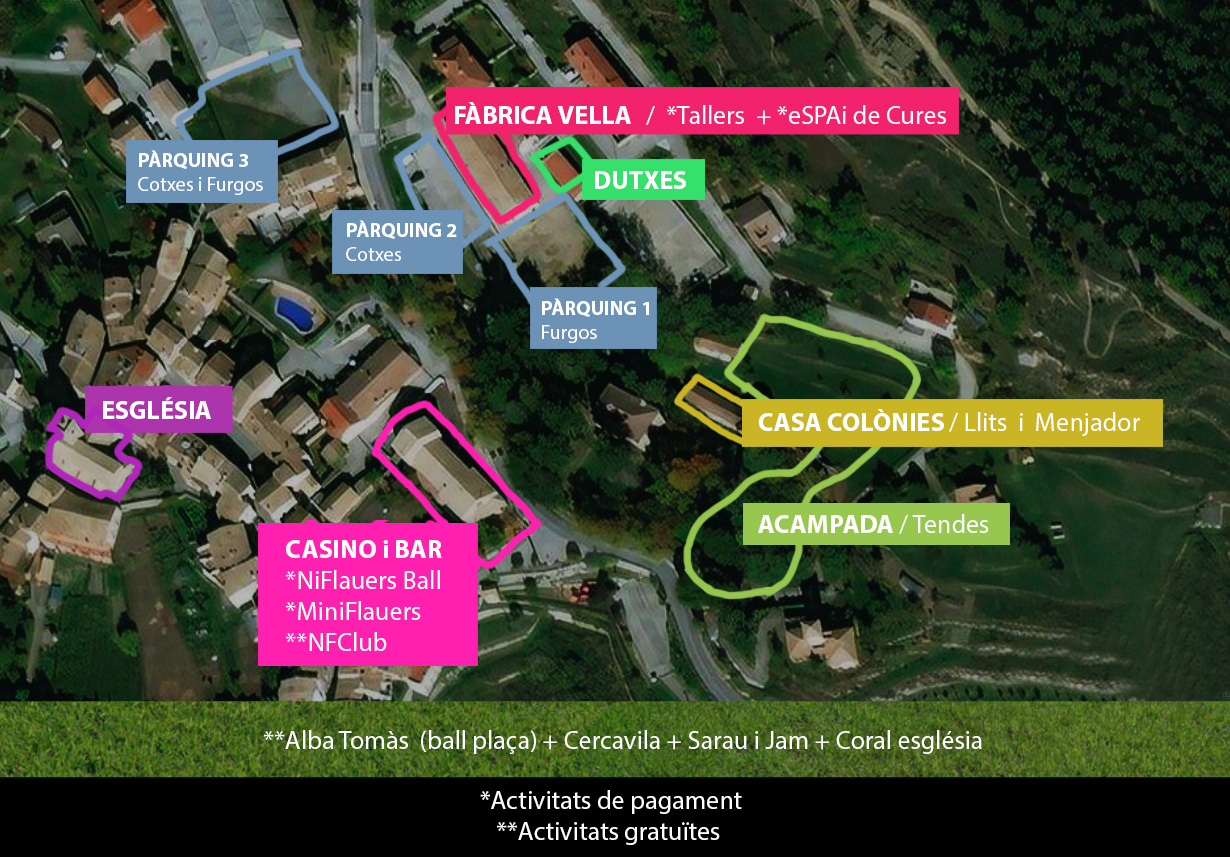 FÀBRICA VELLA / *Tallers + *eSPAi de Cures
PÀRQUING 3
Cotxes i Furgos
DUTXES
PÀRQUING 2
Cotxes
PÀRQUING 1
Furgos
ESGLÉSIA
CASA COLÒNIES / Llits i Menjador
ACAMPADA / Tendes
CASINO i BAR
*NiFlauers Ball
*MiniFlauers
**NFClub
**Alba Tomàs (ball plaça) + Cercavila + Sarau i Jam + Coral església
*Activitats de pagament
**Activitats gratuïtes